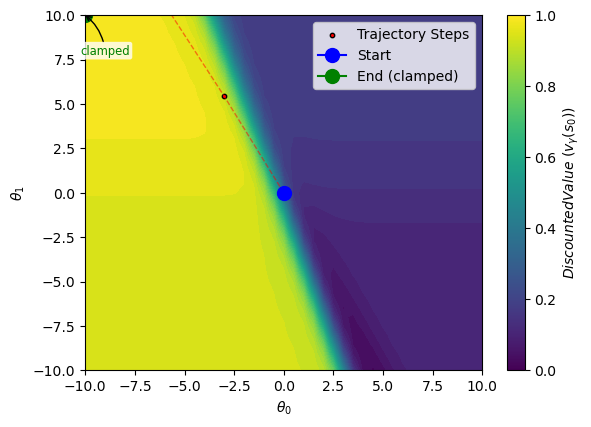 10.0
7.5
5.0
2.5
0.0
−2.5
−5.0
−7.5
−10.0
θ₁
−10.0 −7.5 −5.0 −2.5 0.0 2.5 5.0 7.5 10.0
θ₀
clamped
Trajectory Steps
Start
End (clamped)
1.0
0.8
0.6
0.4
0.2
0.0
DiscountedValue (vᵧ(s₀))